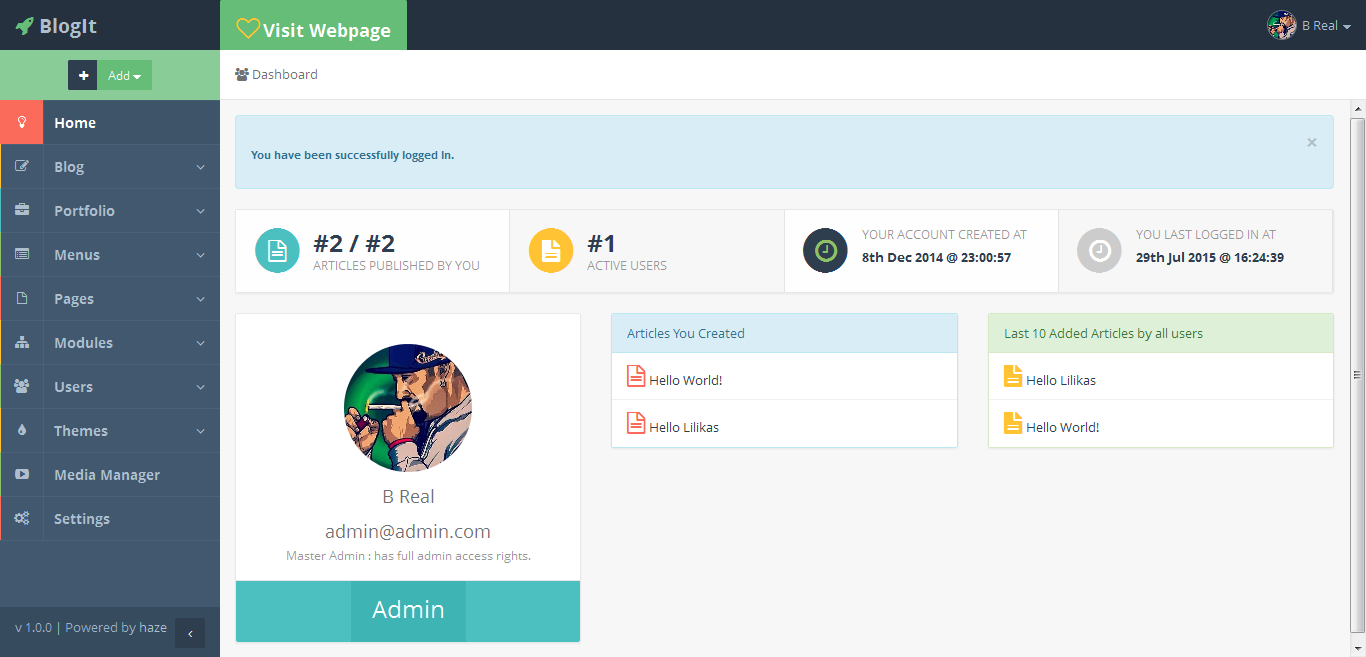 BlogIt
Visit Webpage
B Real
Add
Dashboard
Home
Blog
Portfolio
Menus
Pages
Modules
Users
Themes
Media Manager
Settings
v 1.0.0 | Powered by haze
You have been successfully logged in.
×
#2 / #2
ARTICLES PUBLISHED BY YOU
#1
ACTIVE USERS
YOUR ACCOUNT CREATED AT
8th Dec 2014 @ 23:00:57
YOU LAST LOGGED IN AT
29th Jul 2015 @ 16:24:39
B Real
admin@admin.com
Master Admin : has full admin access rights.
Admin
Articles You Created
Hello World!
Hello Lilikas
Last 10 Added Articles by all users
Hello Lilikas
Hello World!